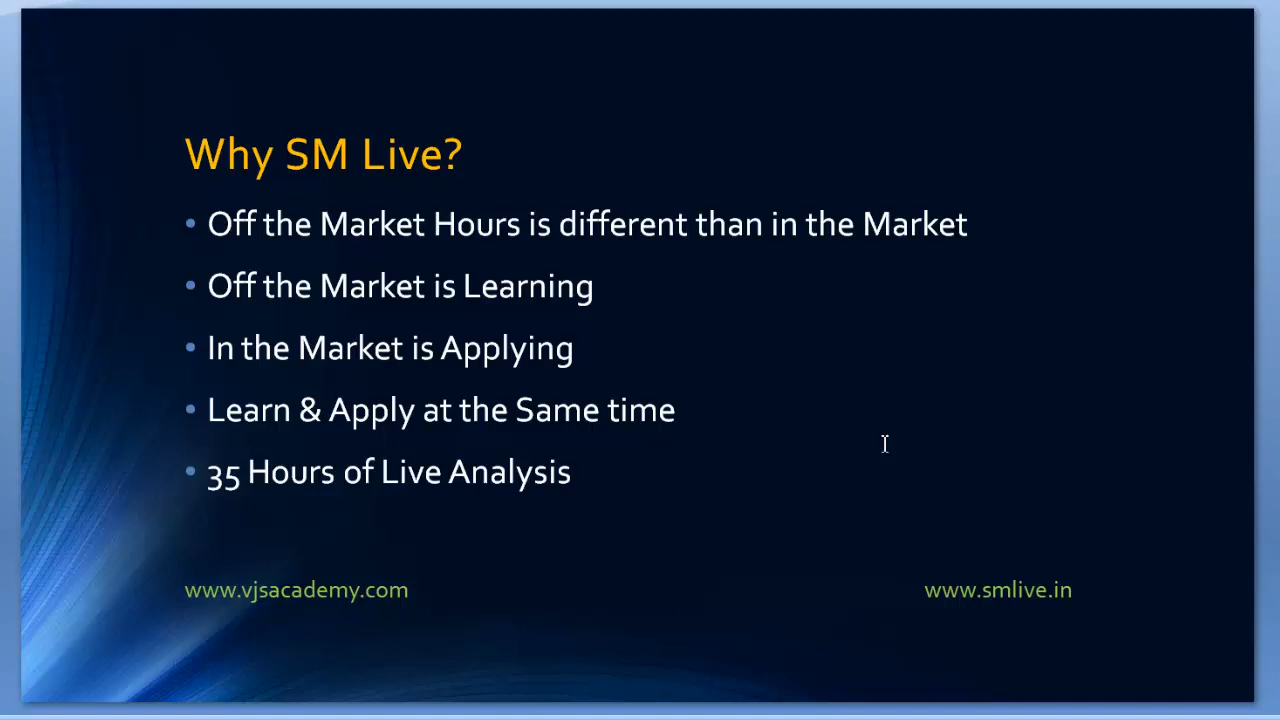 Why SM Live?
• Off the Market Hours is different than in the Market
• Off the Market is Learning
• In the Market is Applying
• Learn & Apply at the Same time
• 35 Hours of Live Analysis
www.vjsacademy.com www.smlive.in